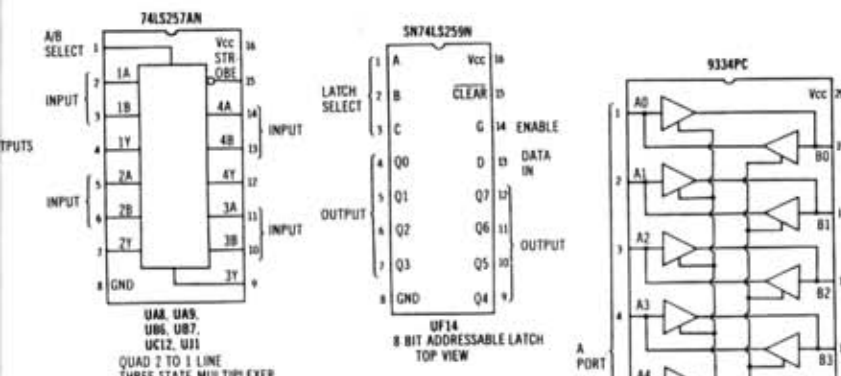 74LS257AN
A/B
SELECT
1
Vcc
16
STR
OBE
15
INPUT
2
1A
3
1B
4A
14
4B
13
INPUT
TPUTS
4
1Y
4Y
12
INPUT
5
2A
6
2B
3A
11
3B
10
INPUT
7
2Y
3Y
9
8
GND
UA8, UA9,
UB6, UB7,
UC12, UJ1
QUAD 2 TO 1 LINE
THREE STATE MULTIPLEXER
SN74LS259N
LATCH
SELECT
1
A
Vcc
16
2
B
CLEAR
15
3
C
G
14
ENABLE
4
Q0
D
13
DATA
IN
OUTPUT
5
Q1
Q7
12
6
Q2
Q6
11
OUTPUT
7
Q3
Q5
10
8
GND
Q4
9
UF14
8 BIT ADDRESSABLE LATCH
TOP VIEW
9334PC
Vcc
1
A0
B0
2
A1
B1
3
A2
B2
4
A3
B3
A
PORT
A4